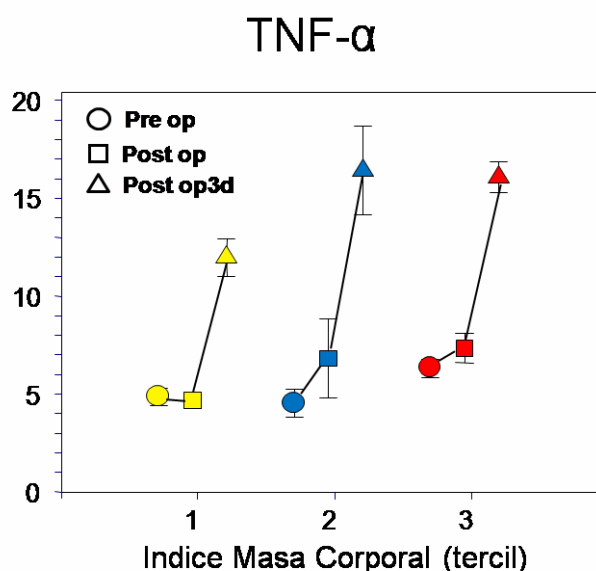 TNF-α
20
Pre op
Post op
Post op3d
15
10
5
0
1 2 3
Indice Masa Corporal (tercil)